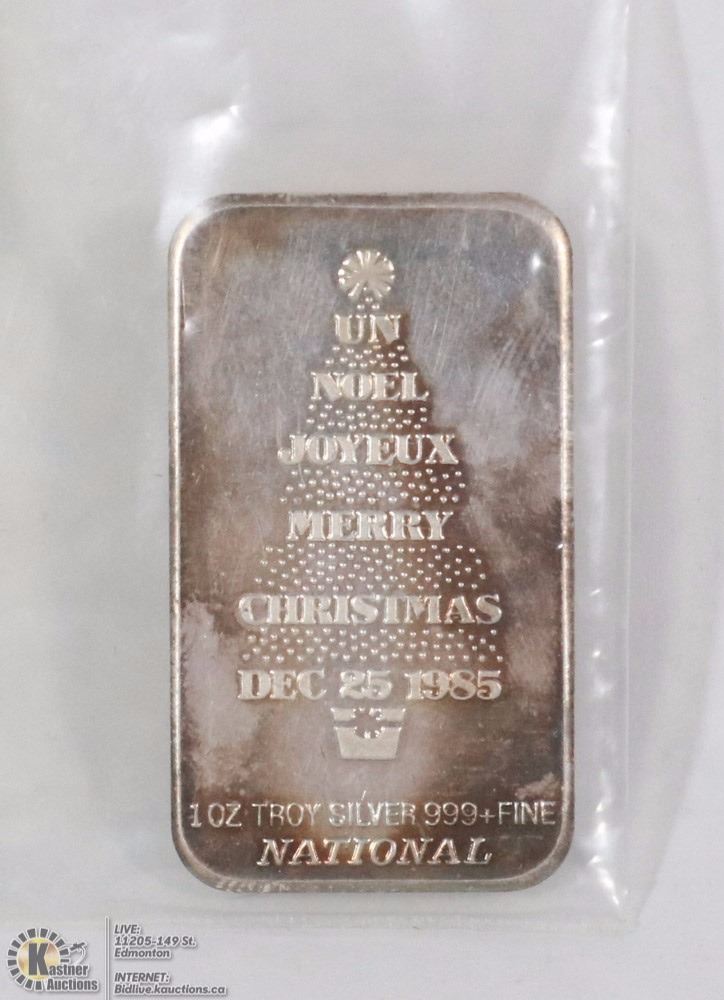 UN
NOEL
JOYEUX
MERRY
CHRISTMAS
DEC 25 1985
1 OZ TROY SILVER 999+FINE
NATIONAL
Kastner
Auctions
LIVE:
11205-149 St.
Edmonton
INTERNET:
Bidlive.kauctions.ca